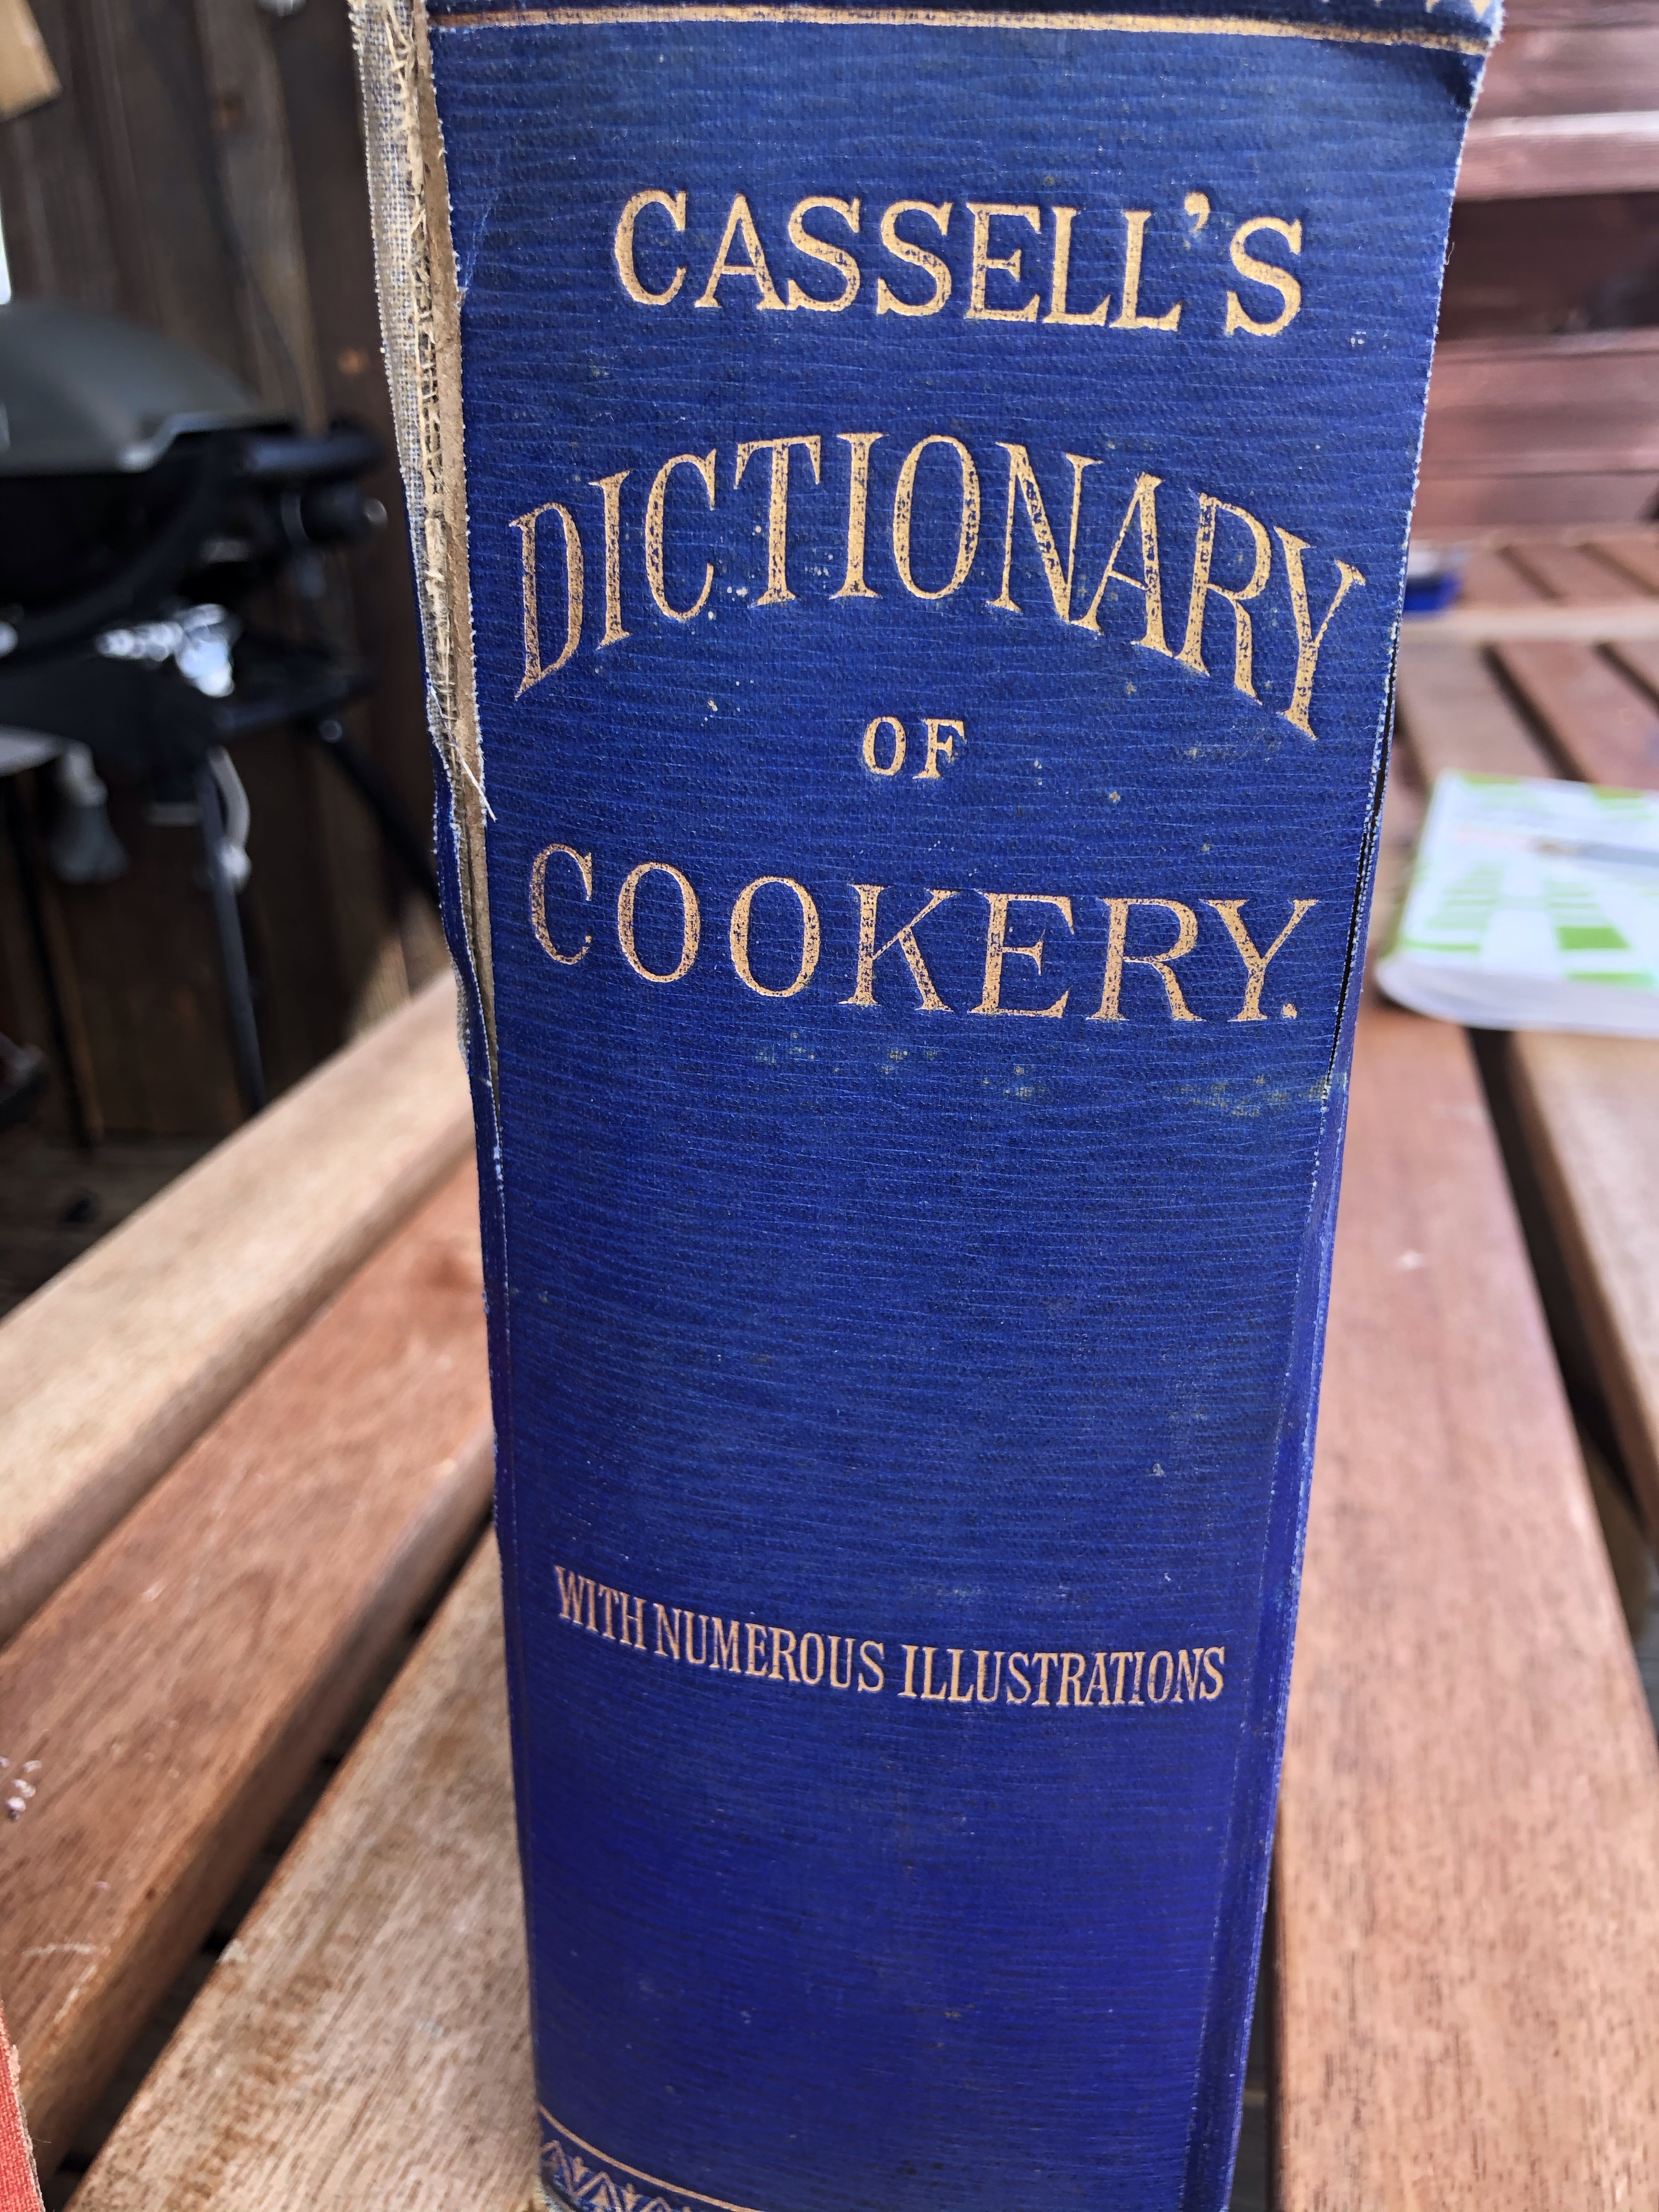 CASSELL'S
DICTIONARY
OF
COOKERY.
WITH NUMEROUS ILLUSTRATIONS